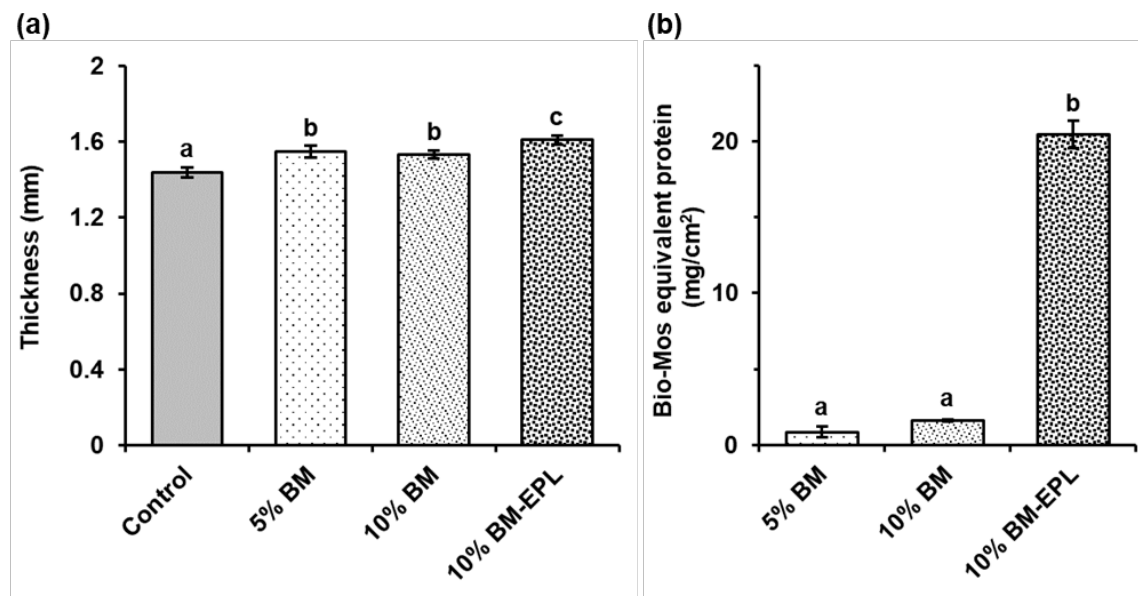 (a)
Thickness (mm)
2
1.6
1.2
0.8
0.4
0
a
b
b
c
Control
5% BM
10% BM
10% BM-EPL
(b)
Bio-Mos equivalent protein
(mg/cm²)
20
10
0
a
a
b
5% BM
10% BM
10% BM-EPL